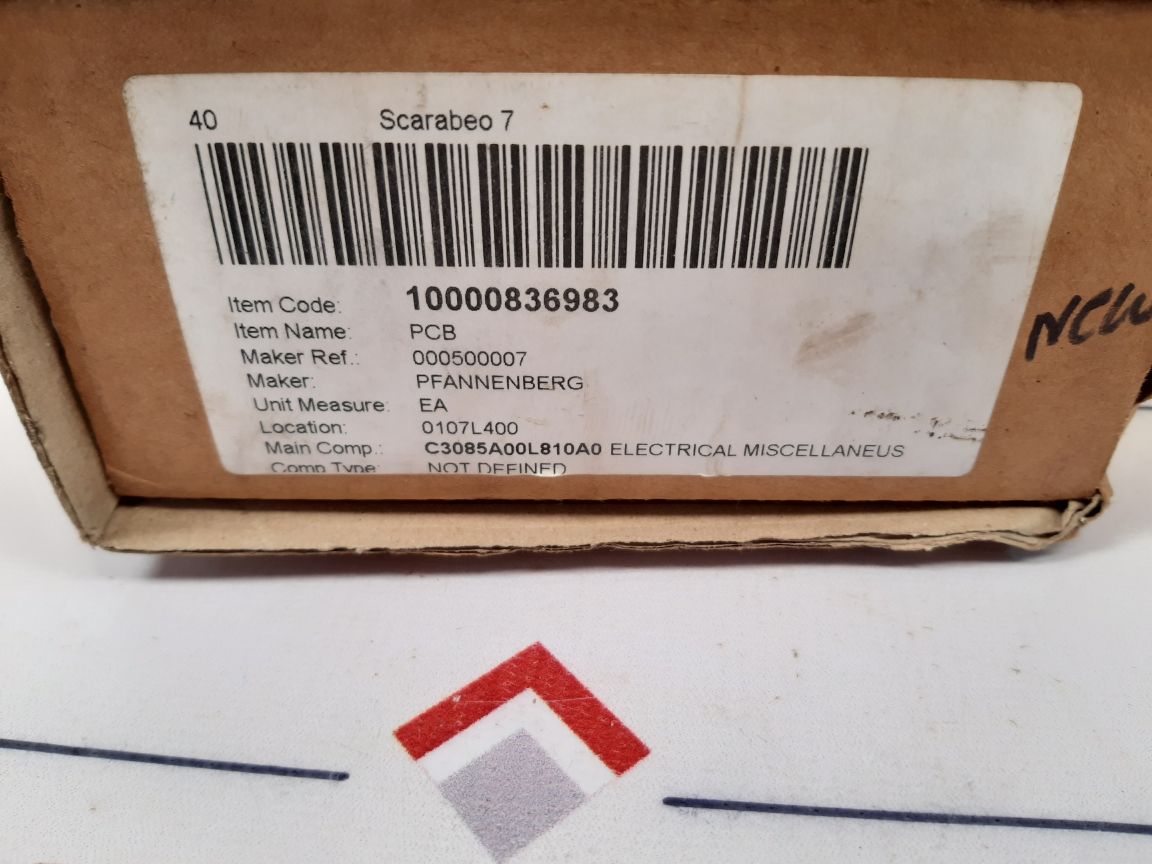 40 Scarabeo 7
Item Code: 10000836983
Item Name: PCB
Maker Ref.: 000500007
Maker: PFANNENBERG
Unit Measure: EA
Location: 0107L400
Main Comp.: C3085A00L810A0 ELECTRICAL MISCELLANEUS
Comp Type: NOT DEFINED